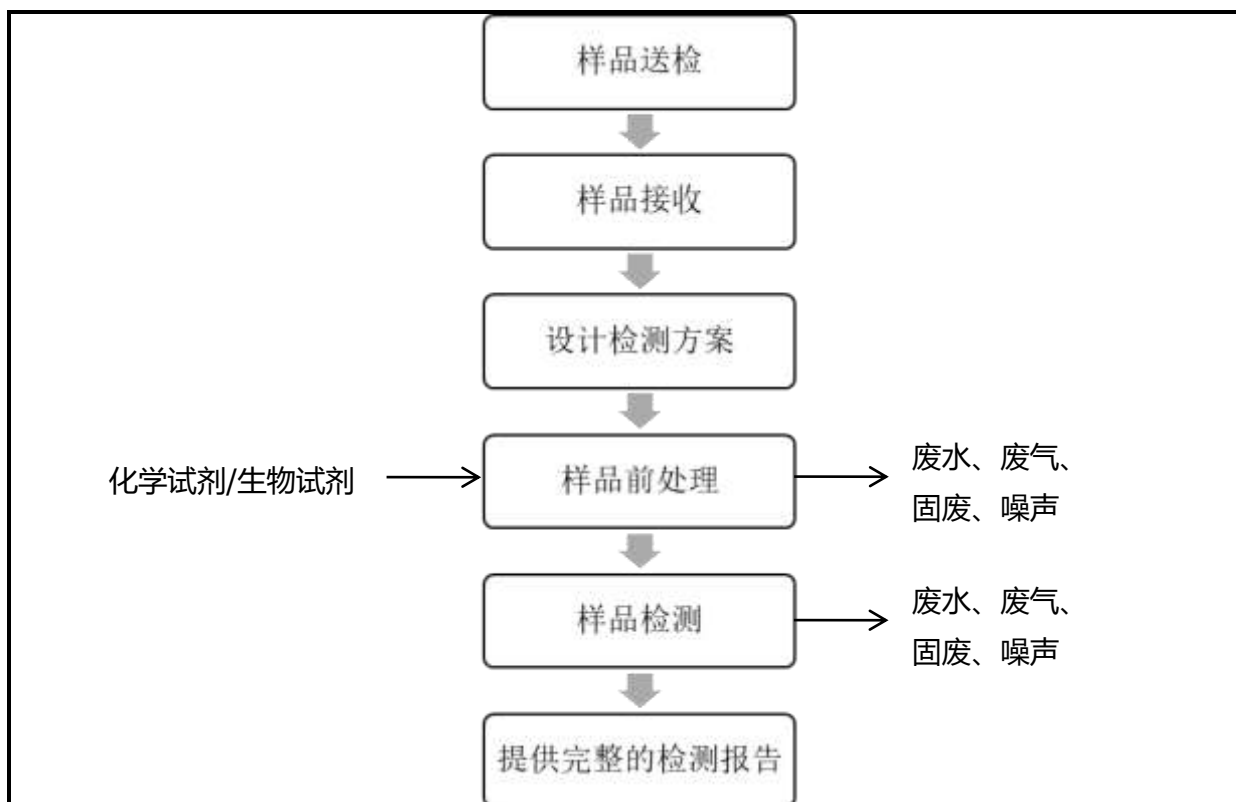 样品送检
样品接收
设计检测方案
化学试剂/生物试剂
样品前处理
废水、废气、
固废、噪声
样品检测
废水、废气、
固废、噪声
提供完整的检测报告